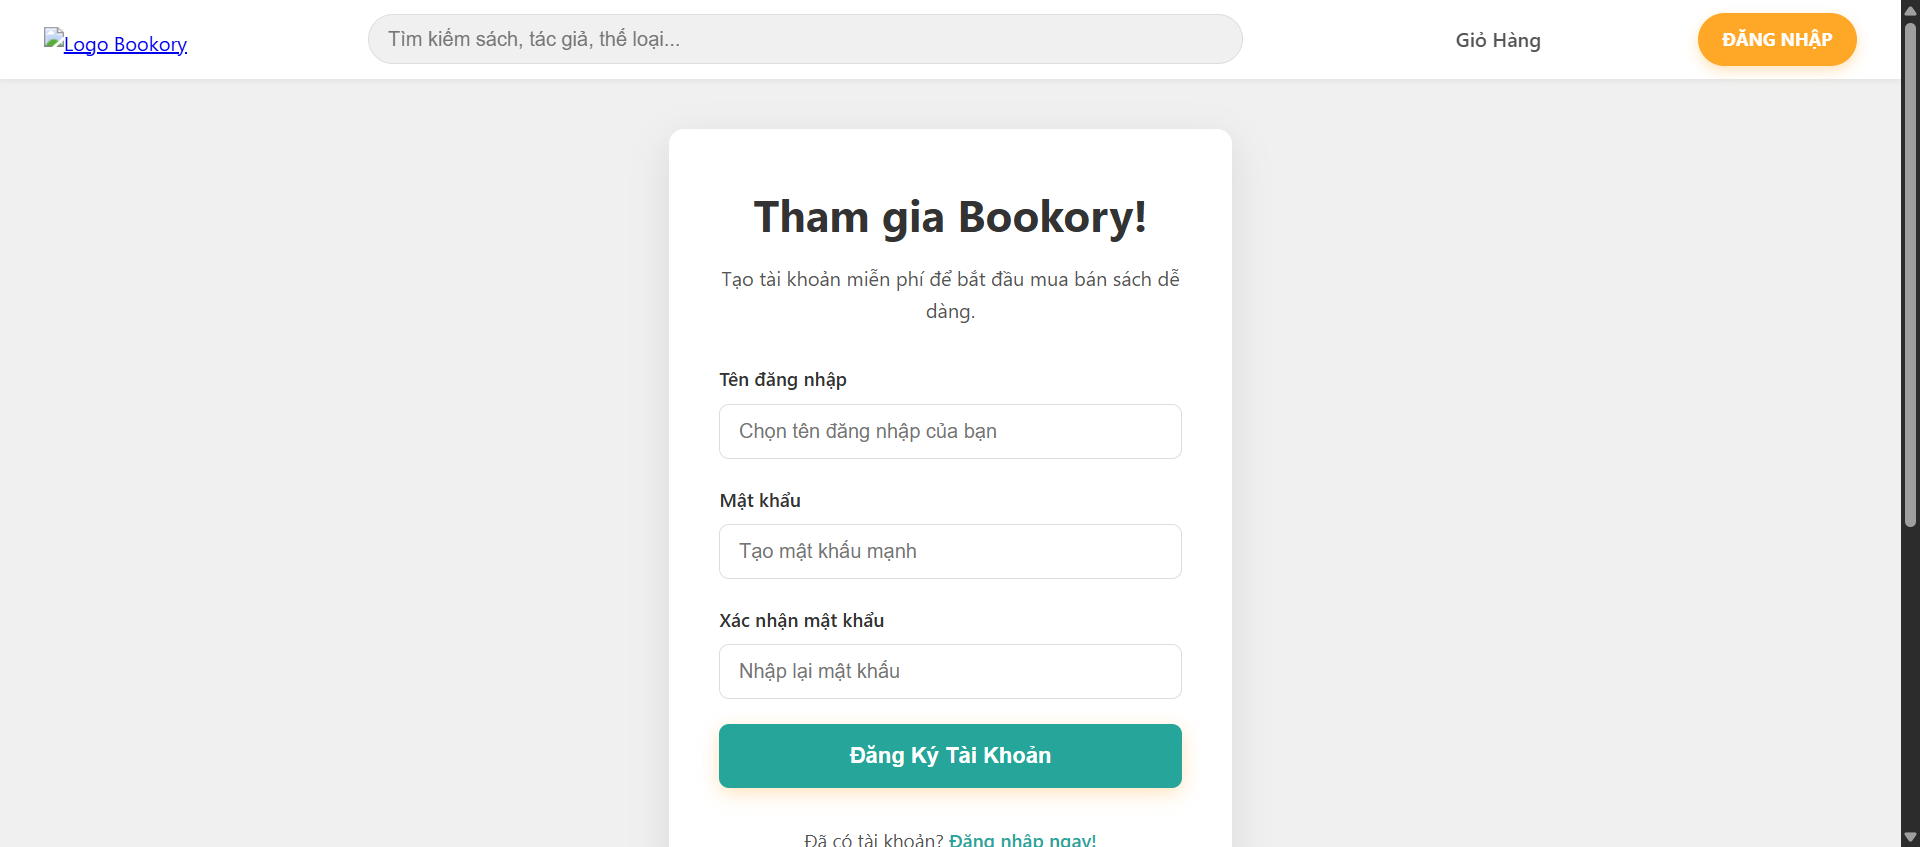 Logo Bookory
Tìm kiếm sách, tác giả, thể loại...
Giỏ Hàng
ĐĂNG NHẬP
Tham gia Bookory!
Tạo tài khoản miễn phí để bắt đầu mua bán sách dễ
dàng.
Tên đăng nhập
Chọn tên đăng nhập của bạn
Mật khẩu
Tạo mật khẩu mạnh
Xác nhận mật khẩu
Nhập lại mật khẩu
Đăng Ký Tài Khoản
Đã có tài khoản? Đăng nhập ngay!